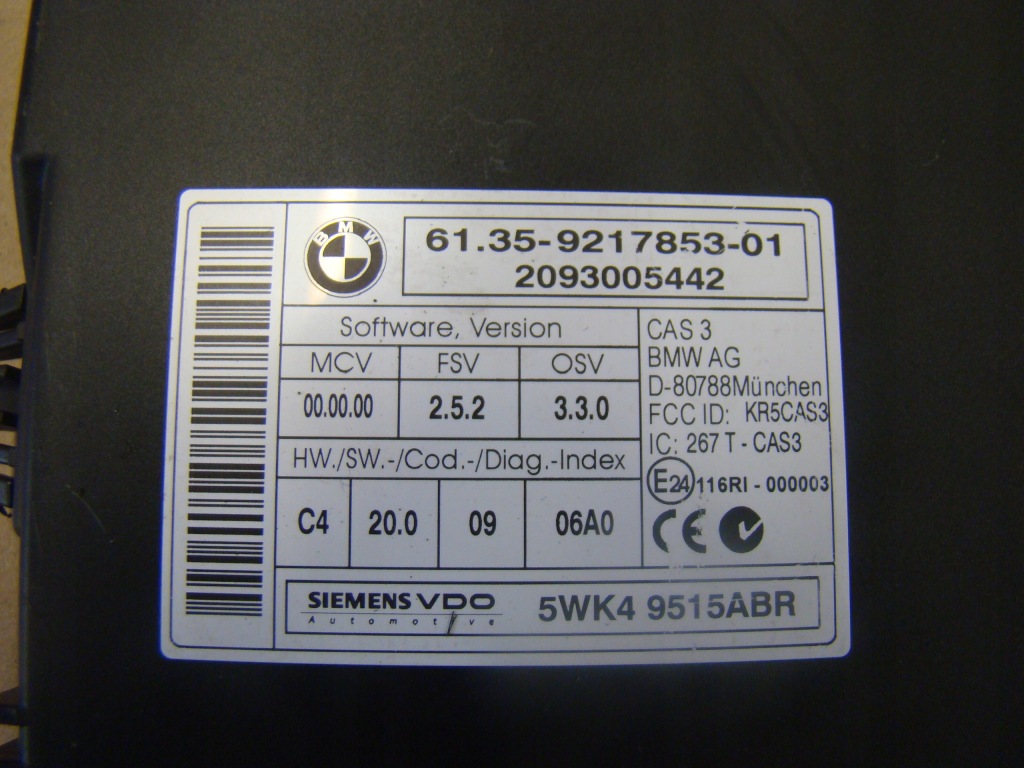 BMW
61.35-9217853-01
2093005442
Software, Version
MCV FSV OSV
00.00.00 2.5.2 3.3.0
HW./SW.-/Cod.-/Diag.-Index
C4 20.0 09 06A0
CAS 3
BMW AG
D-80788München
FCC ID: KR5CAS3
IC: 267 T - CAS3
E24 116RI - 000003
CE
SIEMENS VDO
Automotive
5WK4 9515ABR